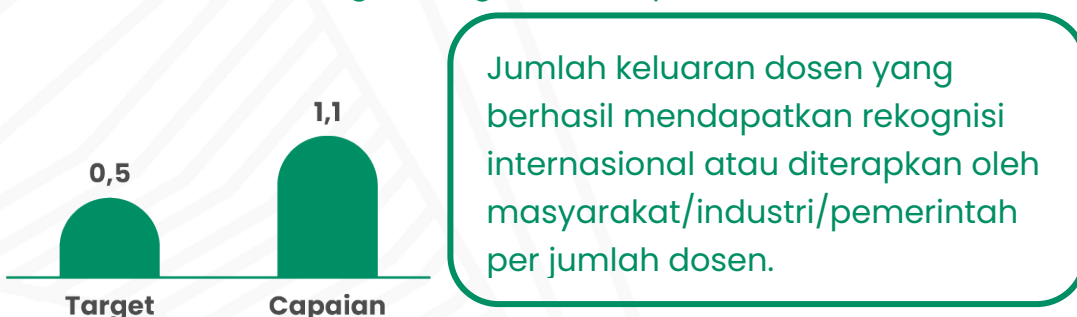 Jumlah keluaran dosen yang
berhasil mendapatkan rekognisi
internasional atau diterapkan oleh
masyarakat/industri/pemerintah
per jumlah dosen.
0,5
1,1
Target
Capaian